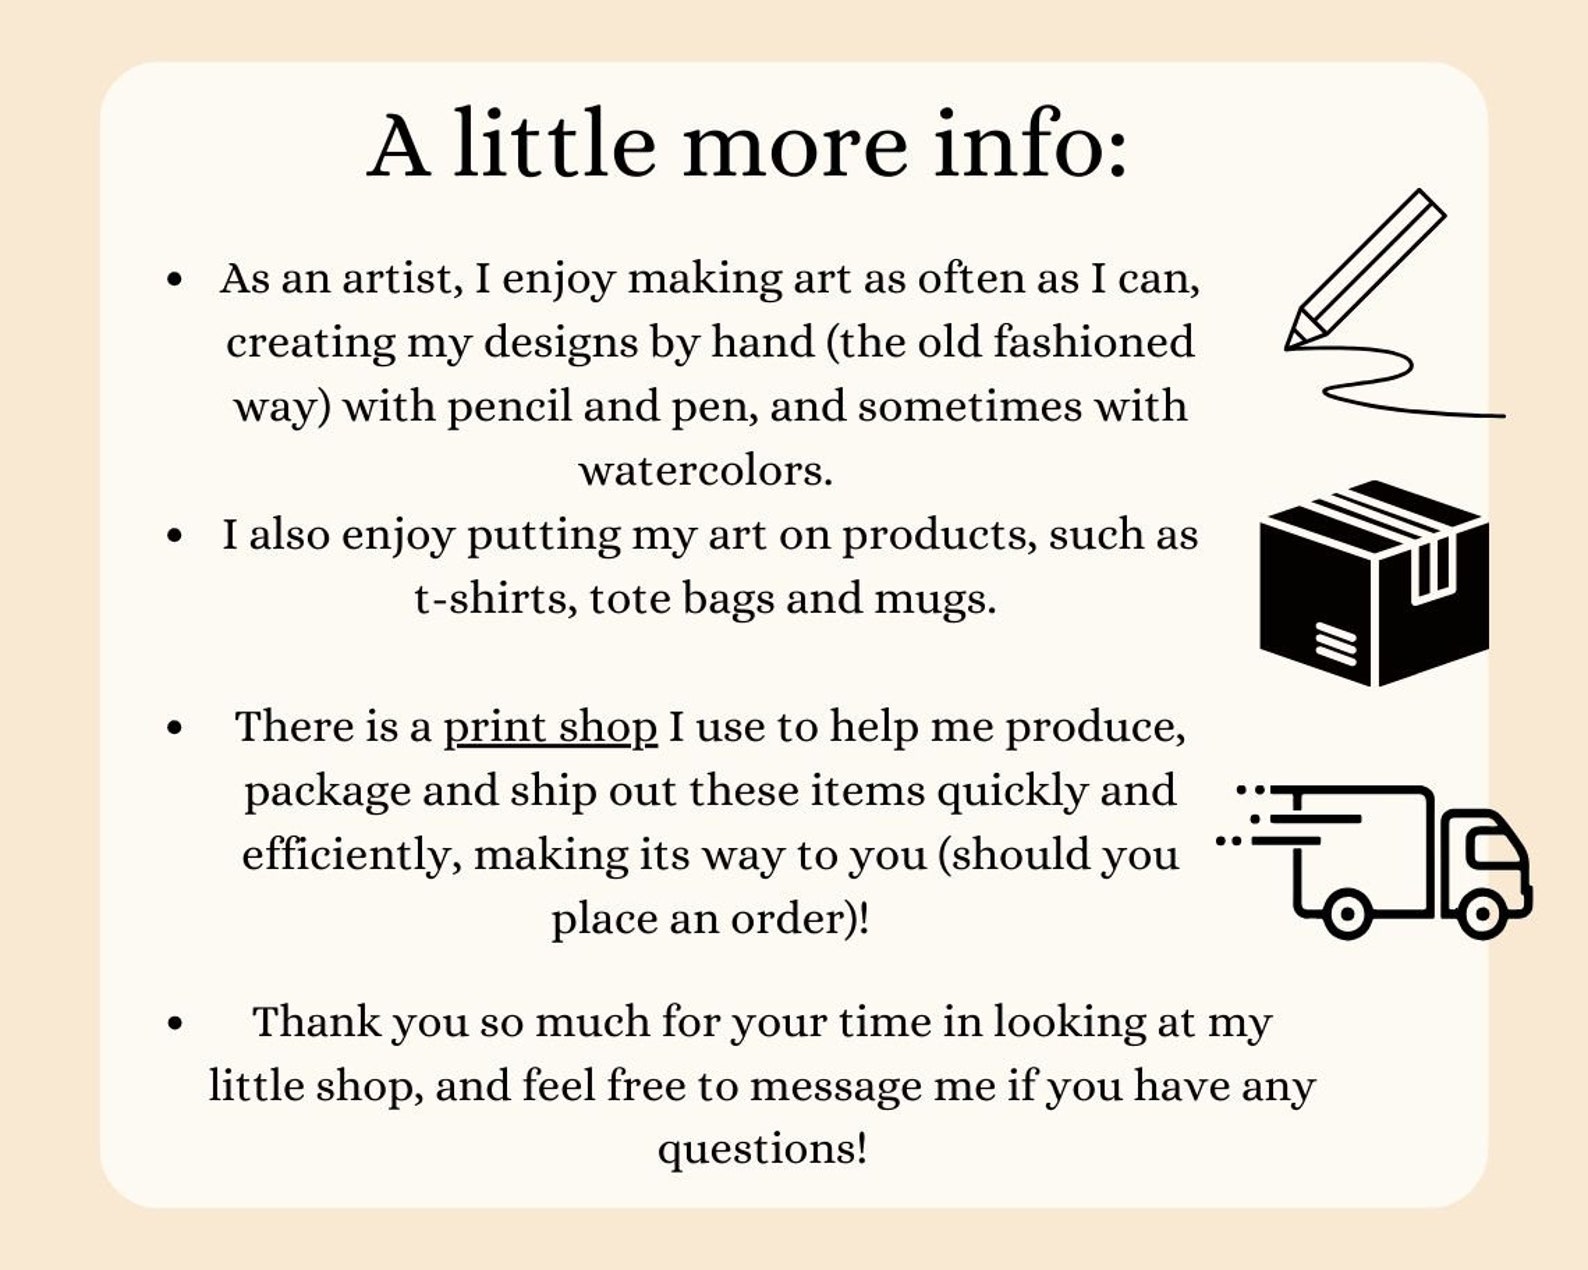 A little more info:
• As an artist, I enjoy making art as often as I can,
creating my designs by hand (the old fashioned
way) with pencil and pen, and sometimes with
watercolors.
• I also enjoy putting my art on products, such as
t-shirts, tote bags and mugs.
• There is a print shop I use to help me produce,
package and ship out these items quickly and
efficiently, making its way to you (should you
place an order)!
• Thank you so much for your time in looking at my
little shop, and feel free to message me if you have any
questions!